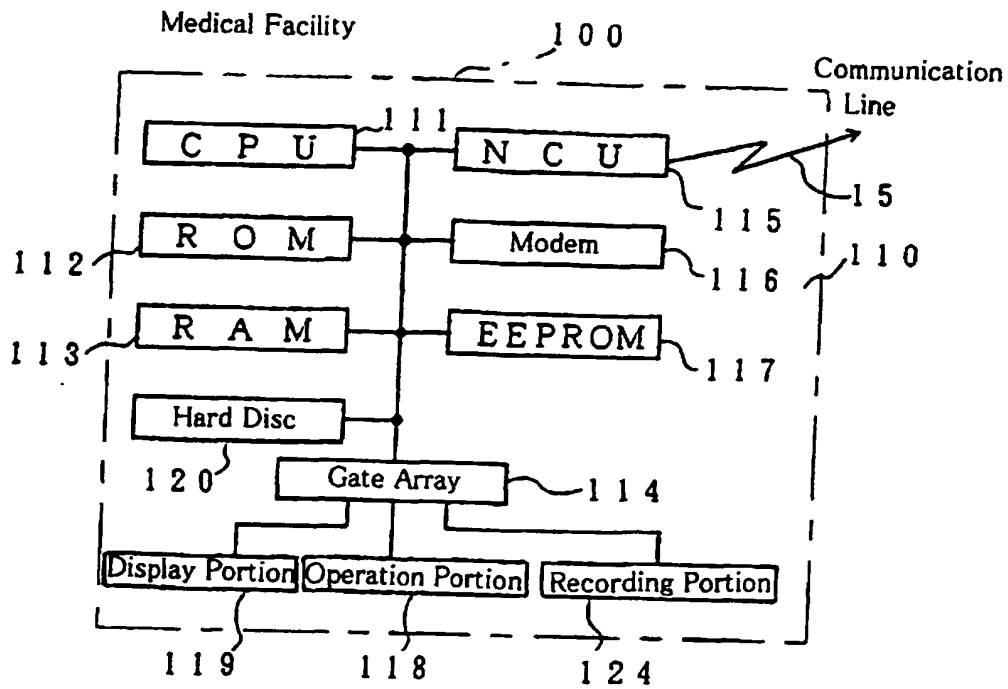 Medical Facility
100
Communication
Line
CPU
111
NCU
15
115
ROM
112
Modem
116
110
RAM
113
EEPROM
117
Hard Disc
120
Gate Array
114
Display Portion
Operation Portion
Recording Portion
119
118
124